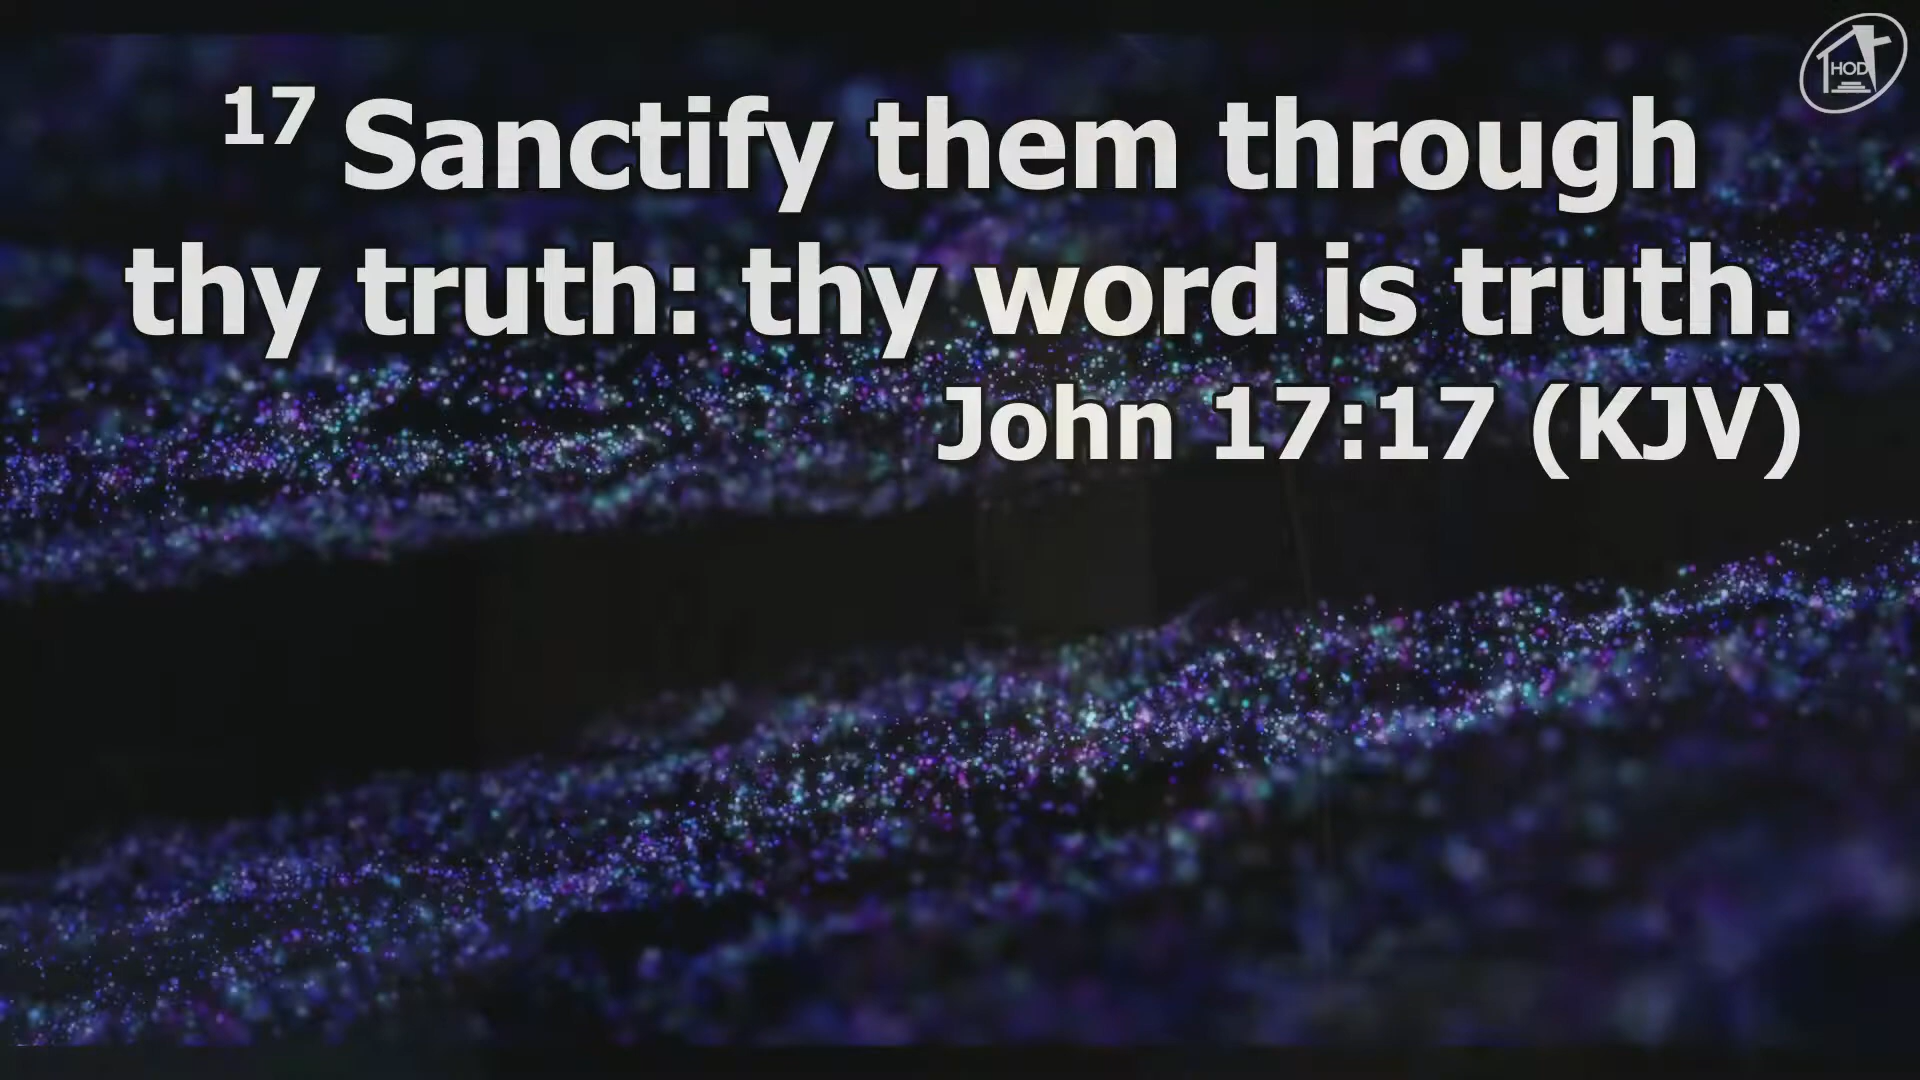 HOD
17 Sanctify them through
thy truth: thy word is truth.
John 17:17 (KJV)